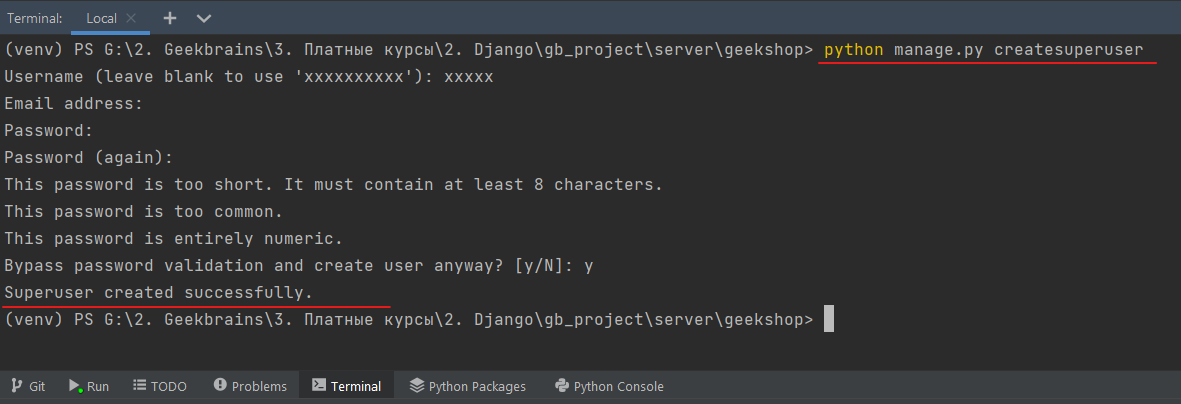 Terminal: Local
(venv) PS G:\2. Geekbrains\3. Платные курсы\2. Django\gb_project\server\geekshop> python manage.py createsuperuser
Username (leave blank to use 'xxxxxxxxxx'): xxxxx
Email address:
Password:
Password (again):
This password is too short. It must contain at least 8 characters.
This password is too common.
This password is entirely numeric.
Bypass password validation and create user anyway? [y/N]: y
Superuser created successfully.
(venv) PS G:\2. Geekbrains\3. Платные курсы\2. Django\gb_project\server\geekshop>
Git Run TODO Problems Terminal Python Packages Python Console